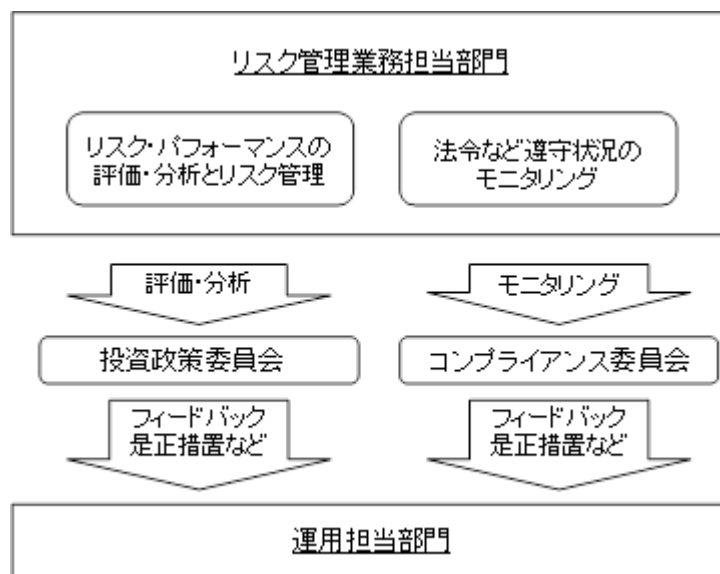 リスク管理業務担当部門
リスク・パフォーマンスの
評価・分析とリスク管理
法令など遵守状況の
モニタリング
評価・分析
モニタリング
投資政策委員会
コンプライアンス委員会
フィードバック
是正措置など
フィードバック
是正措置など
運用担当部門